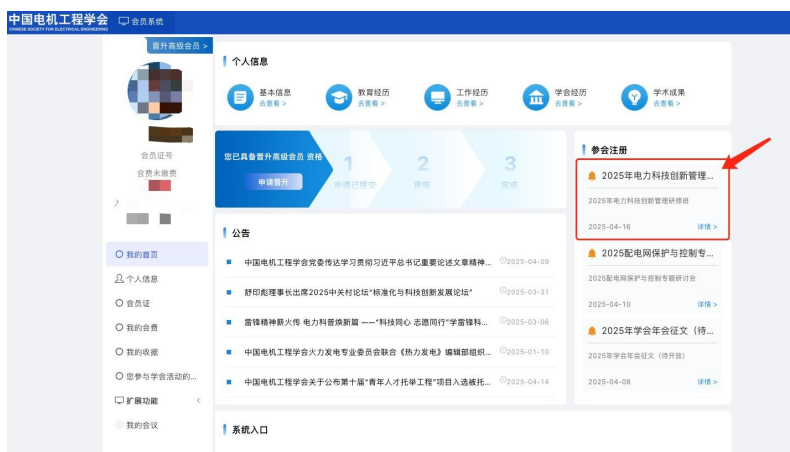 中国电机工程学会
CHINESE SOCIETY FOR ELECTRICAL ENGINEERING
会员系统
晋升高级会员 >
会员证号
会费未缴费
我的首页
个人信息
会员证
我的会费
我的收据
您参与学会活动的...
扩展功能
我的会议
个人信息
基本信息
去查看 >
教育经历
去查看 >
工作经历
去查看 >
学会经历
去查看 >
学术成果
去查看 >
您已具备晋升高级会员 资格
申请晋升
1
申请已提交
2
审核
3
完成
公告
中国电机工程学会党委传达学习贯彻习近平总书记重要论述文章精神... 2025-04-09
舒印彪理事长出席2025中关村论坛“标准化与科技创新发展论坛” 2025-03-31
雷锋精神薪火传 电力科普焕新篇 ——“科技同心 志愿同行”学雷锋科... 2025-03-06
中国电机工程学会火力发电专业委员会联合《热力发电》编辑部组织... 2025-01-10
中国电机工程学会关于公布第十届“青年人才托举工程”项目入选被托... 2025-04-14
系统入口
参会注册
2025年电力科技创新管理...
2025年电力科技创新管理研修班
2025-04-16 详情 >
2025配电网保护与控制专...
2025配电网保护与控制专题研讨会
2025-04-10 详情 >
2025年学会年会征文（待...
2025年学会年会征文（待开放）
2025-04-08 详情 >